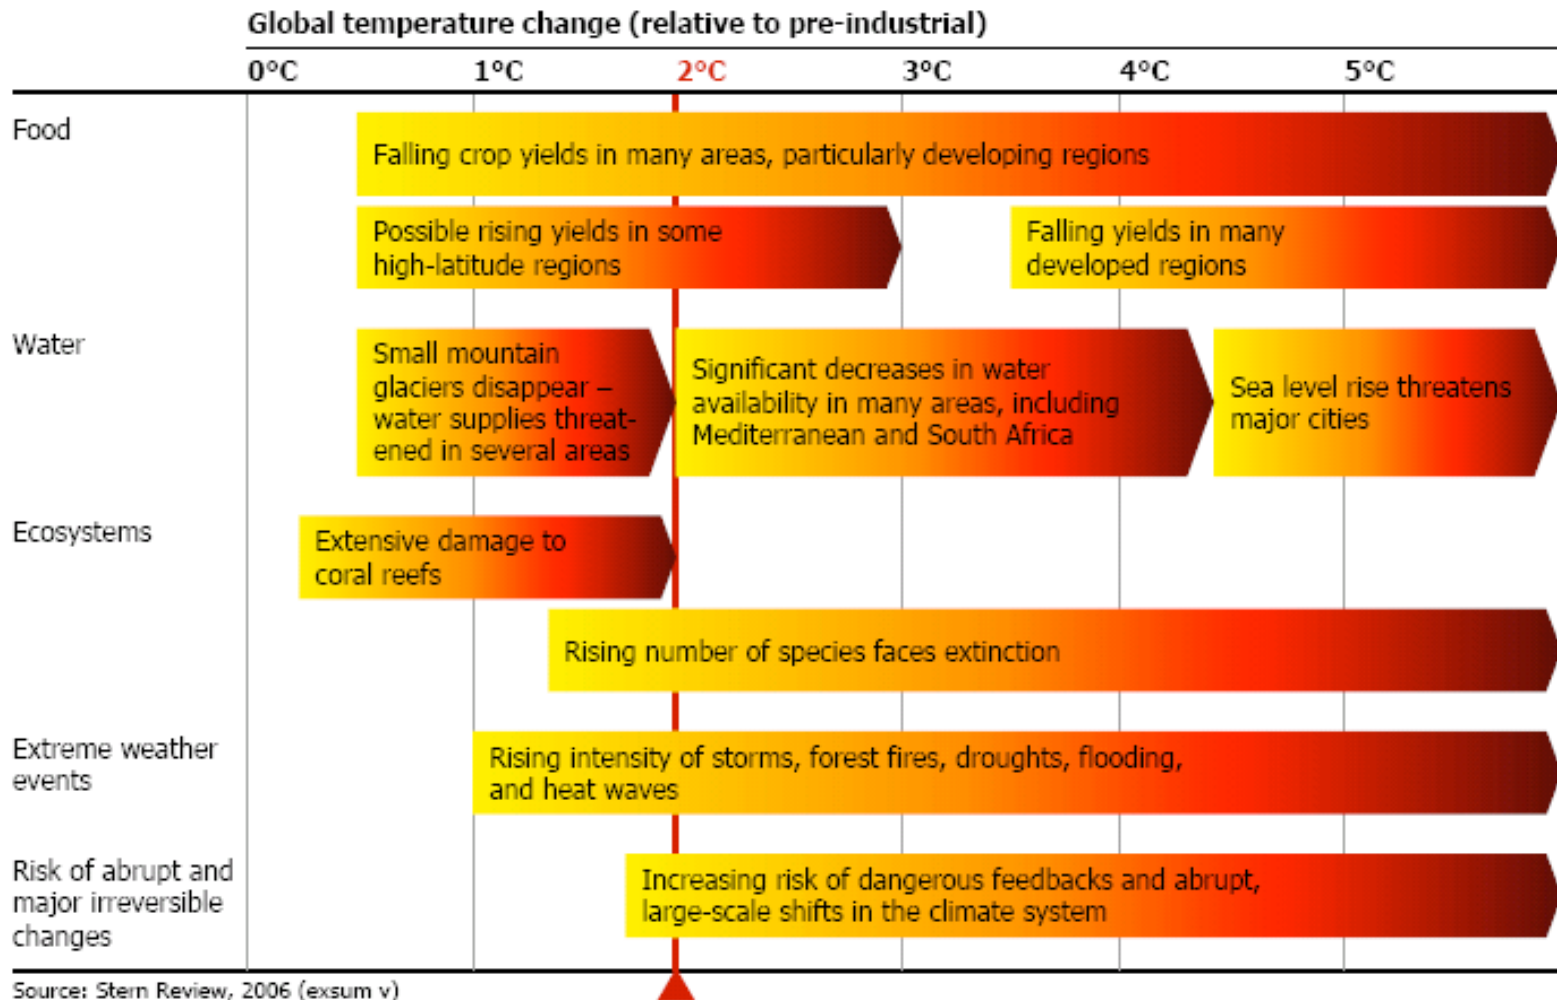 Global temperature change (relative to pre-industrial)
0°C 1°C 2°C 3°C 4°C 5°C
Food
Falling crop yields in many areas, particularly developing regions
Possible rising yields in some
high-latitude regions
Falling yields in many
developed regions
Water
Small mountain
glaciers disappear –
water supplies threat-
ened in several areas
Significant decreases in water
availability in many areas, including
Mediterranean and South Africa
Sea level rise threatens
major cities
Ecosystems
Extensive damage to
coral reefs
Rising number of species faces extinction
Extreme weather
events
Rising intensity of storms, forest fires, droughts, flooding,
and heat waves
Risk of abrupt and
major irreversible
changes
Increasing risk of dangerous feedbacks and abrupt,
large-scale shifts in the climate system
Source: Stern Review, 2006 (exsum v)